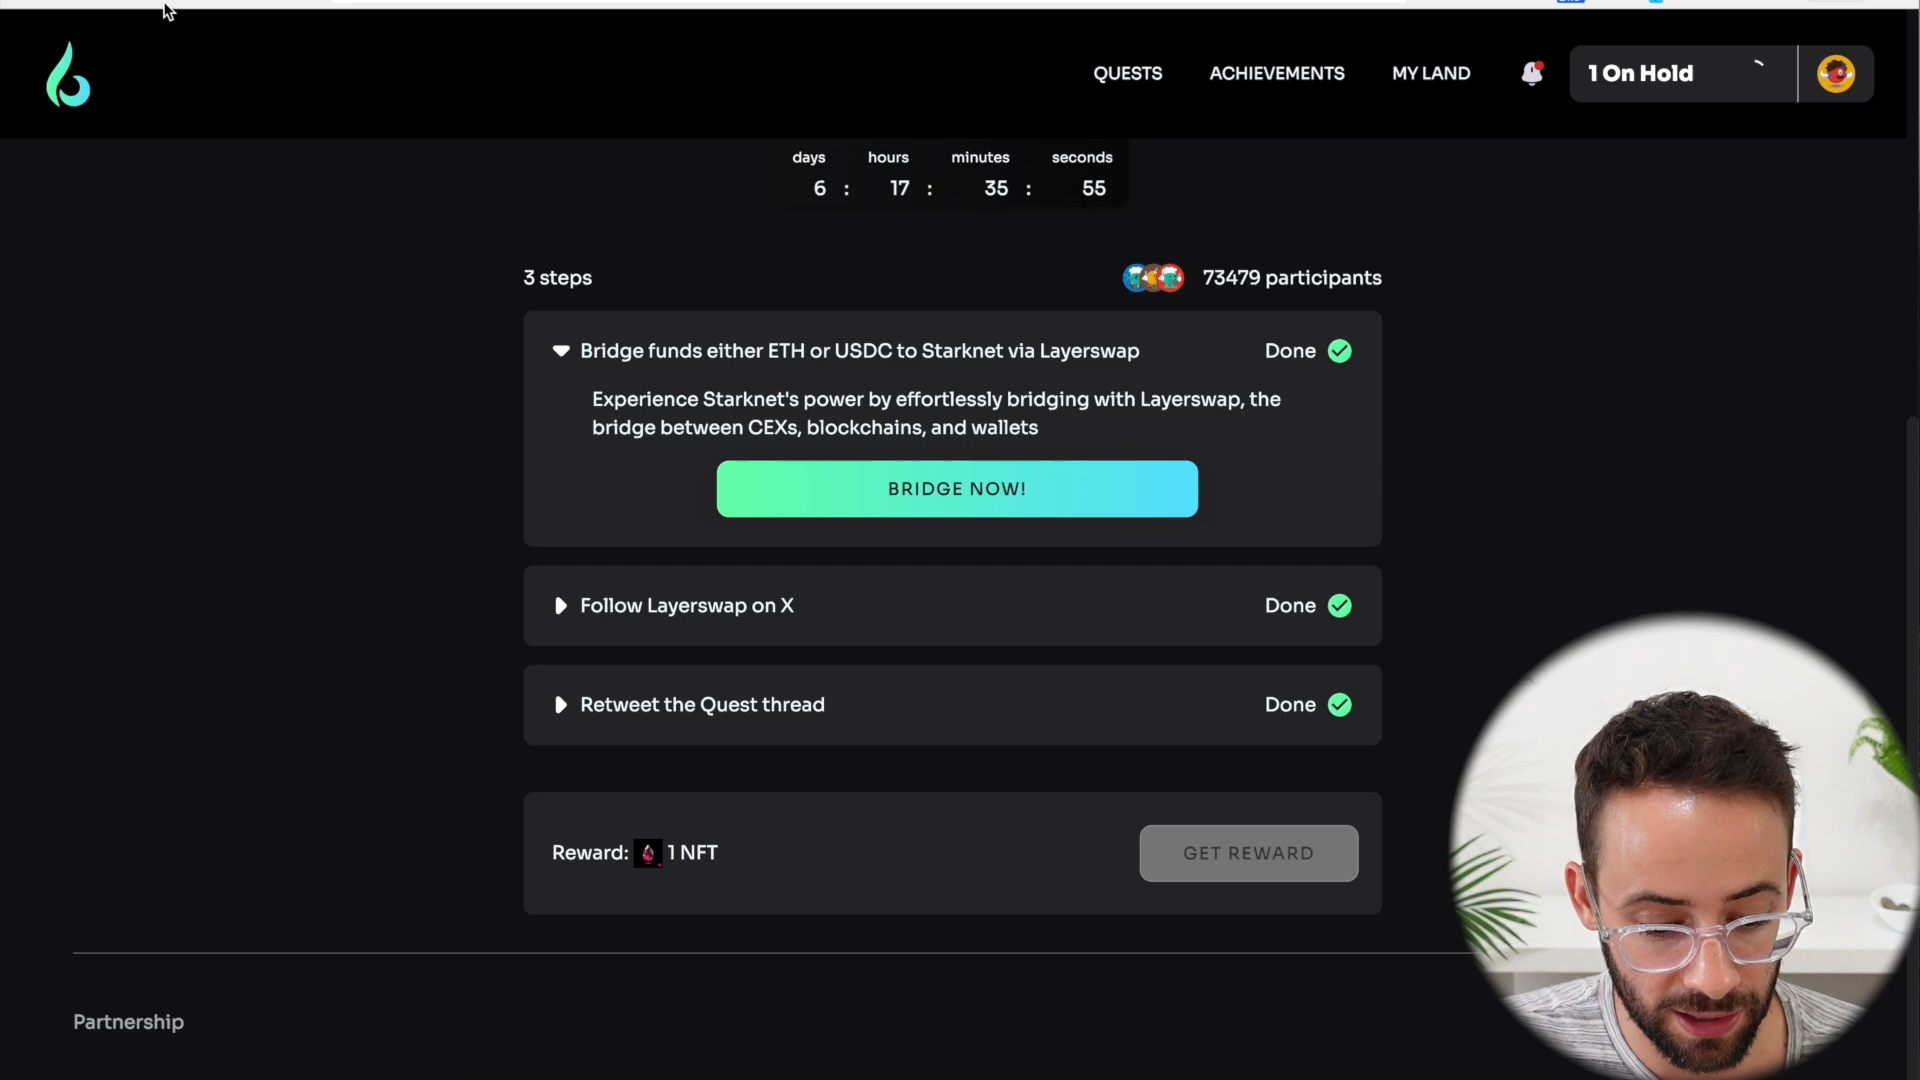 QUESTS ACHIEVEMENTS MY LAND 1 On Hold
days hours minutes seconds
6 : 17 : 35 : 55
3 steps 73479 participants
Bridge funds either ETH or USDC to Starknet via Layerswap Done
Experience Starknet's power by effortlessly bridging with Layerswap, the
bridge between CEXs, blockchains, and wallets
BRIDGE NOW!
Follow Layerswap on X Done
Retweet the Quest thread Done
Reward: 1 NFT GET REWARD
Partnership